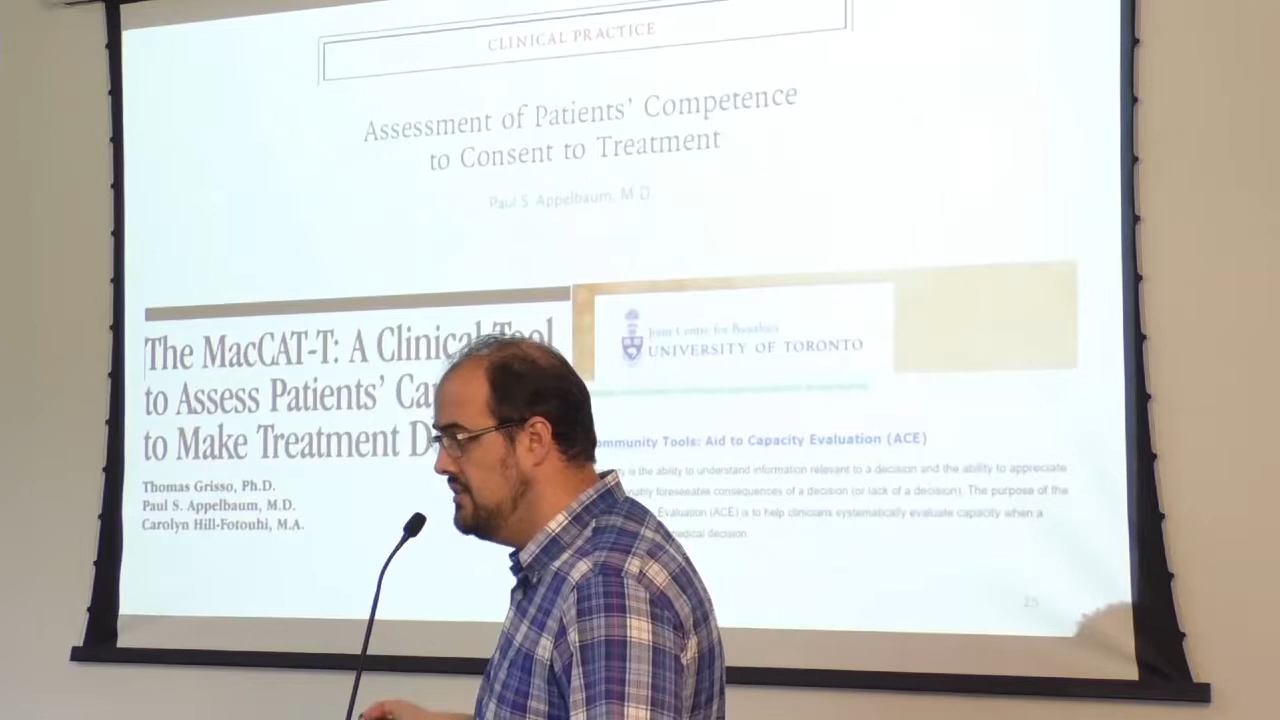 CLINICAL PRACTICE
Assessment of Patients' Competence
to Consent to Treatment
Paul S. Appelbaum, M.D.
The MacCAT-T: A Clinical Tool
to Assess Patients' Ca
to Make Treatment D
Thomas Grisso, Ph.D.
Paul S. Appelbaum, M.D.
Carolyn Hill-Fotouhi, M.A.
Joint Centre for Bioethics
UNIVERSITY OF TORONTO
ommunity Tools: Aid to Capacity Evaluation (ACE)
is the ability to understand information relevant to a decision and the ability to appreciate
foreseeable consequences of a decision (or lack of a decision). The purpose of the
Evaluation (ACE) is to help clinicians systematically evaluate capacity when a
medical decision.
25